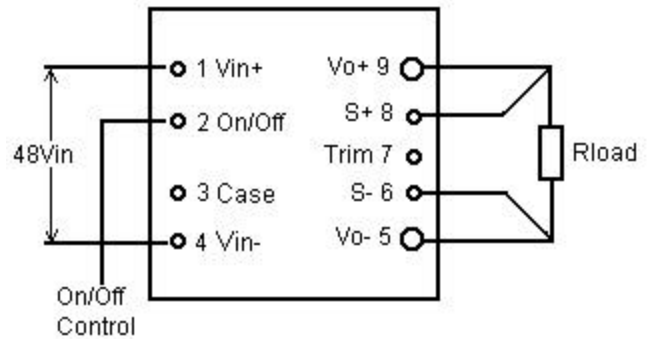 1 Vin+
2 On/Off
48Vin
3 Case
4 Vin-
On/Off
Control
Vo+ 9
S+ 8
Trim 7
S- 6
Vo- 5
Rload